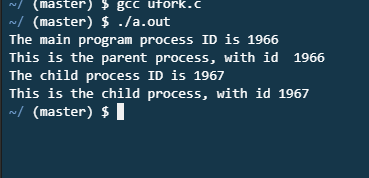 ~/ (master) $ gcc ufork.c
~/ (master) $ ./a.out
The main program process ID is 1966
This is the parent process, with id  1966
The child process ID is 1967
This is the child process, with id 1967
~/ (master) $